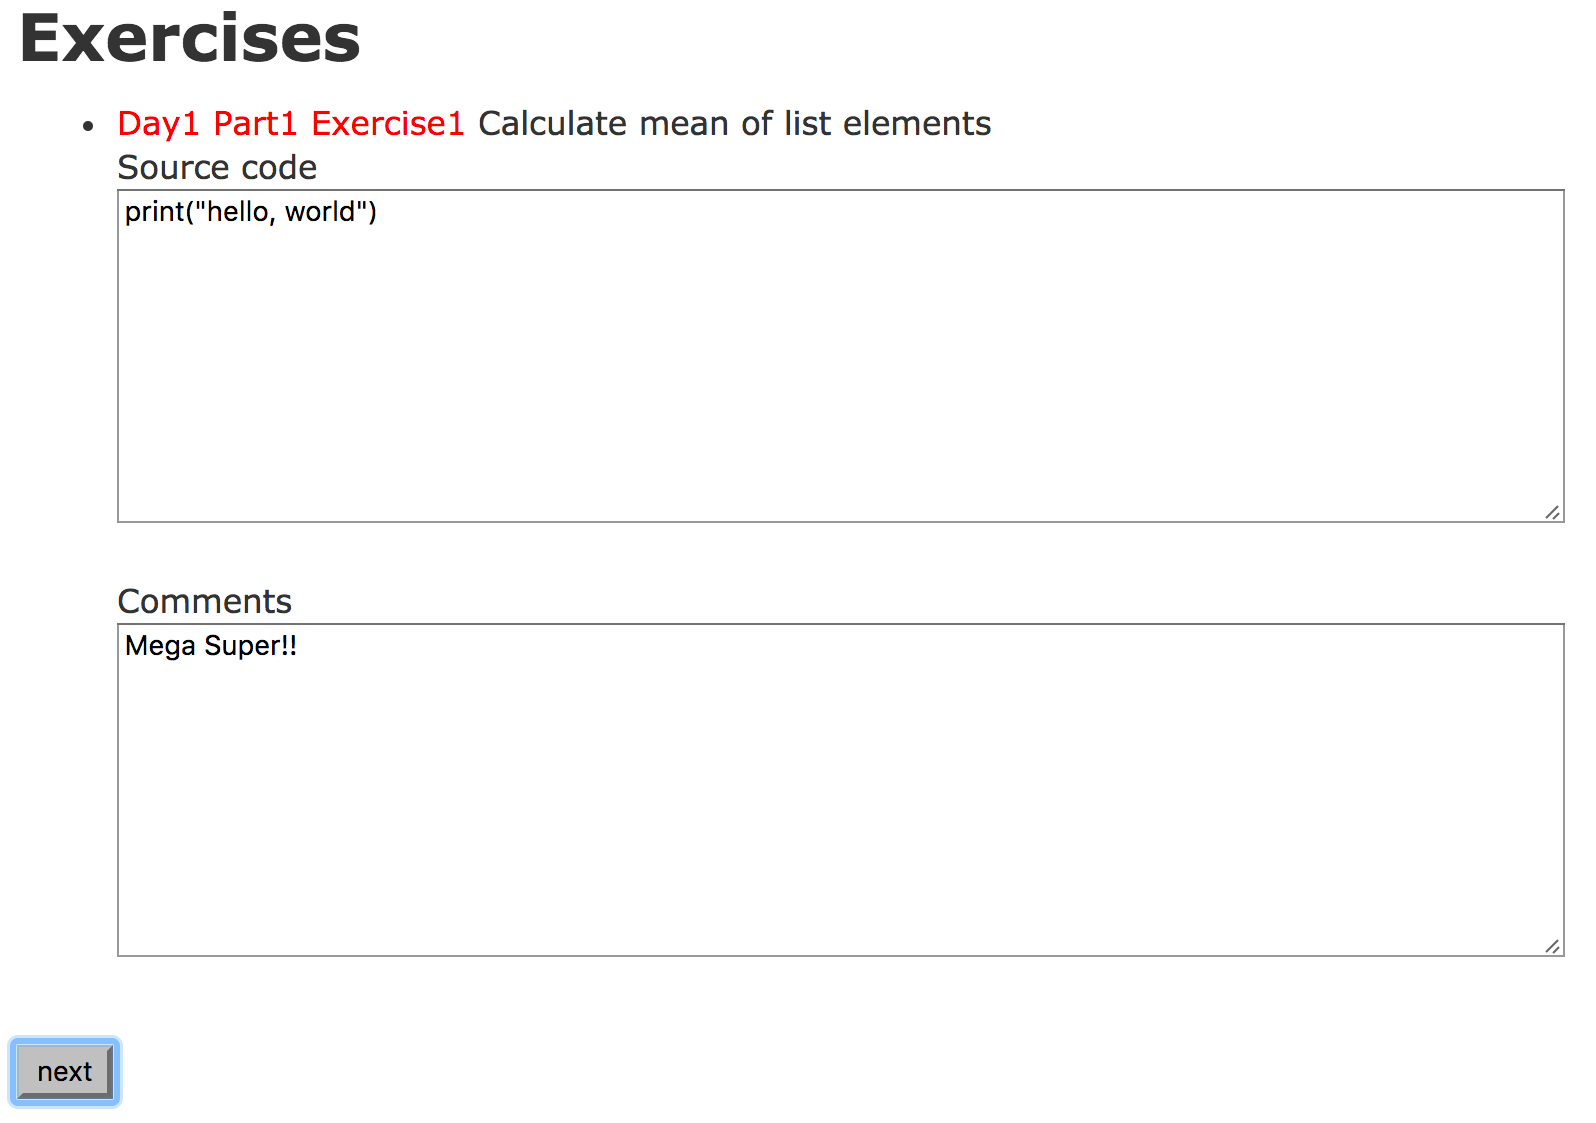 Exercises
Day1 Part1 Exercise1 Calculate mean of list elements
Source code
print("hello, world")
Comments
Mega Super!!
next